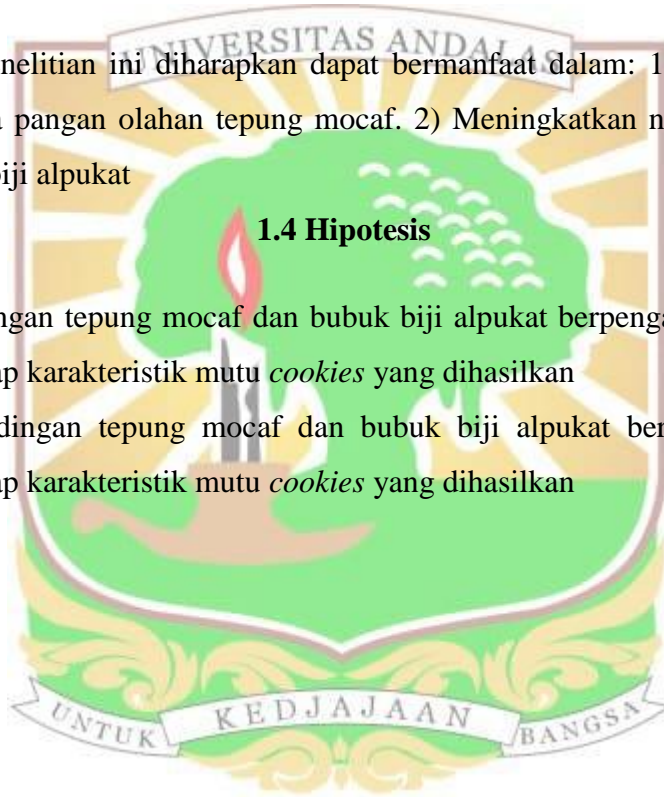 UNIVERSITAS ANDALAS
nelitian ini diharapkan dapat bermanfaat dalam: 1
pangan olahan tepung mocaf. 2) Meningkatkan n
biji alpukat
1.4 Hipotesis
ngan tepung mocaf dan bubuk biji alpukat berpenga
ap karakteristik mutu cookies yang dihasilkan
dingan tepung mocaf dan bubuk biji alpukat ber
ap karakteristik mutu cookies yang dihasilkan
UNTUK KEDJAJAAN BANGSA